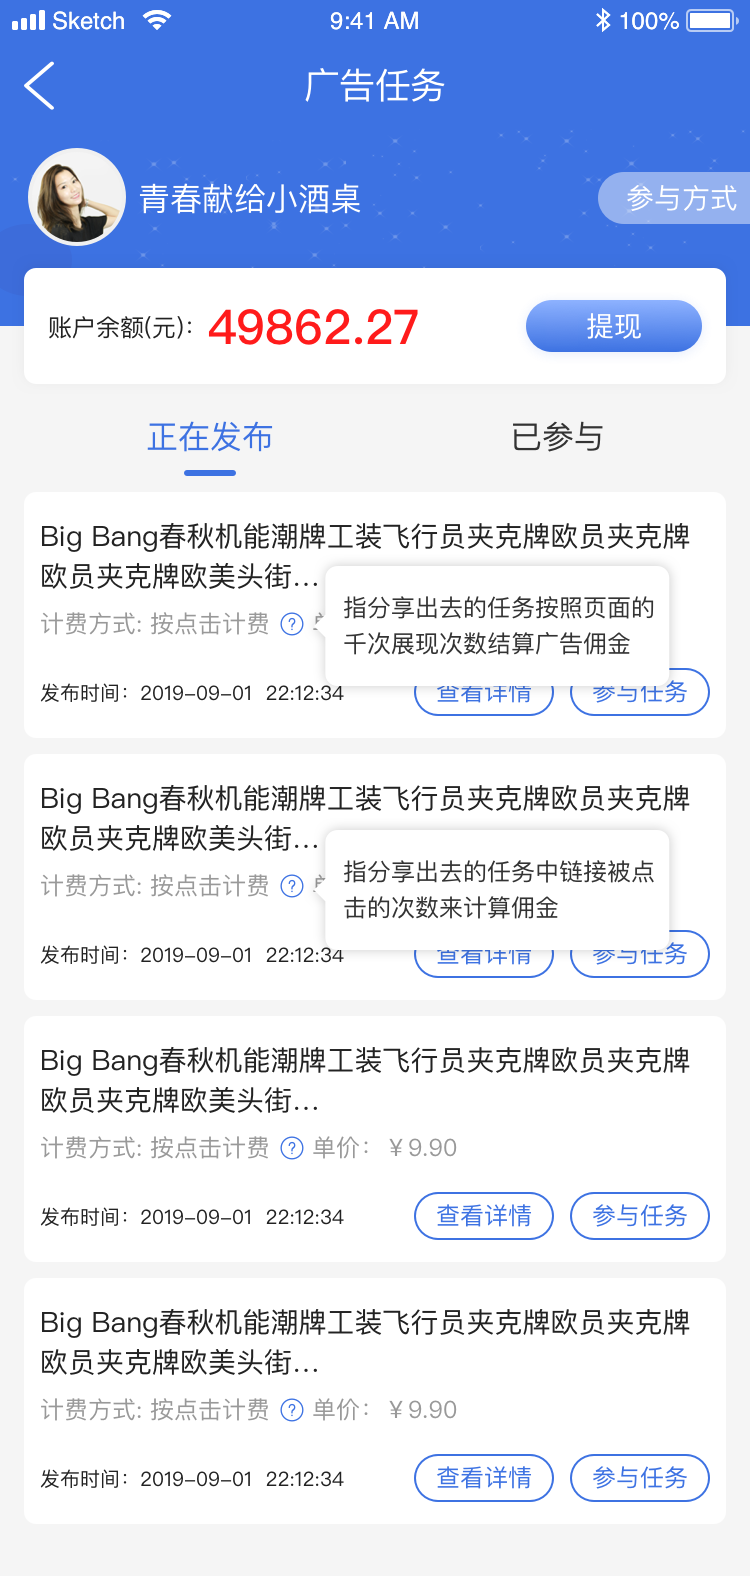 Sketch 9:41 AM 100%
广告任务
青春献给小酒桌
参与方式
账户余额(元): 49862.27 提现
正在发布 已参与
Big Bang春秋机能潮牌工装飞行员夹克牌欧员夹克牌
欧员夹克牌欧美头街...
指分享出去的任务按照页面的
计费方式: 按点击计费 ?
千次展现次数结算广告佣金
发布时间: 2019-09-01 22:12:34 查看详情 参与任务
Big Bang春秋机能潮牌工装飞行员夹克牌欧员夹克牌
欧员夹克牌欧美头街...
指分享出去的任务中链接被点
计费方式: 按点击计费 ?
击的次数来计算佣金
发布时间: 2019-09-01 22:12:34 查看详情 参与任务
Big Bang春秋机能潮牌工装飞行员夹克牌欧员夹克牌
欧员夹克牌欧美头街...
计费方式: 按点击计费 ? 单价: ￥9.90
发布时间: 2019-09-01 22:12:34 查看详情 参与任务
Big Bang春秋机能潮牌工装飞行员夹克牌欧员夹克牌
欧员夹克牌欧美头街...
计费方式: 按点击计费 ? 单价: ￥9.90
发布时间: 2019-09-01 22:12:34 查看详情 参与任务